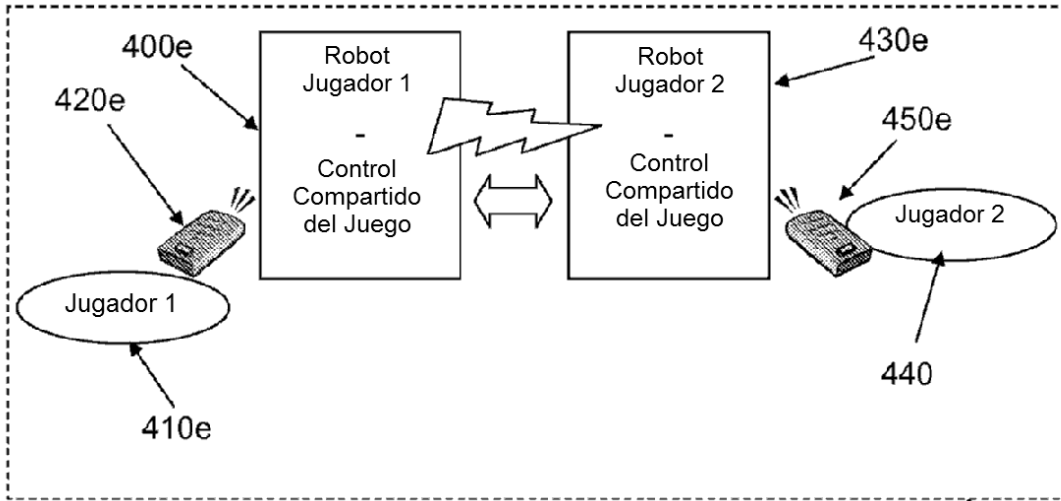 400e
420e
Robot
Jugador 1
-
Control
Compartido
del Juego
Robot
Jugador 2
-
Control
Compartido
del Juego
430e
450e
Jugador 1
Jugador 2
410e
440